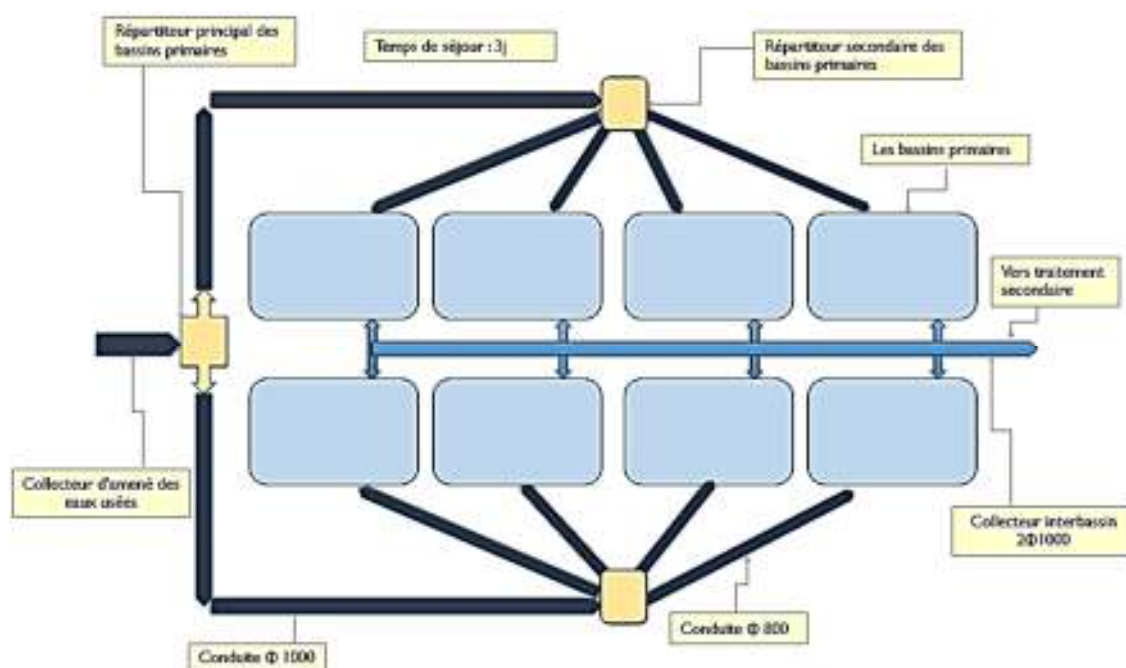 Répartiteur principal des
bassins primaires
Temps de séjour : 3j
Répartiteur secondaire des
bassins primaires
Les bassins primaires
Vers traitement
secondaire
Collecteur d'amené des
eaux usées
Collecteur interbassin
2Φ1000
Conduite Φ 800
Conduite Φ 1000